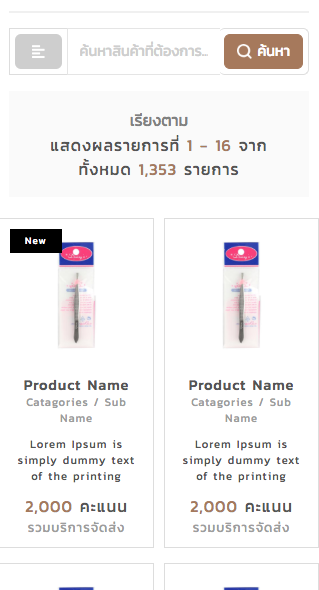 ค้นหาสินค้าที่ต้องการ...
ค้นหา
เรียงตาม
แสดงผลรายการที่ 1 - 16 จาก
ทั้งหมด 1,353 รายการ
New
Product Name
Catagories / Sub
Name
Lorem Ipsum is
simply dummy text
of the printing
2,000 คะแนน
รวมบริการจัดส่ง
Product Name
Catagories / Sub
Name
Lorem Ipsum is
simply dummy text
of the printing
2,000 คะแนน
รวมบริการจัดส่ง